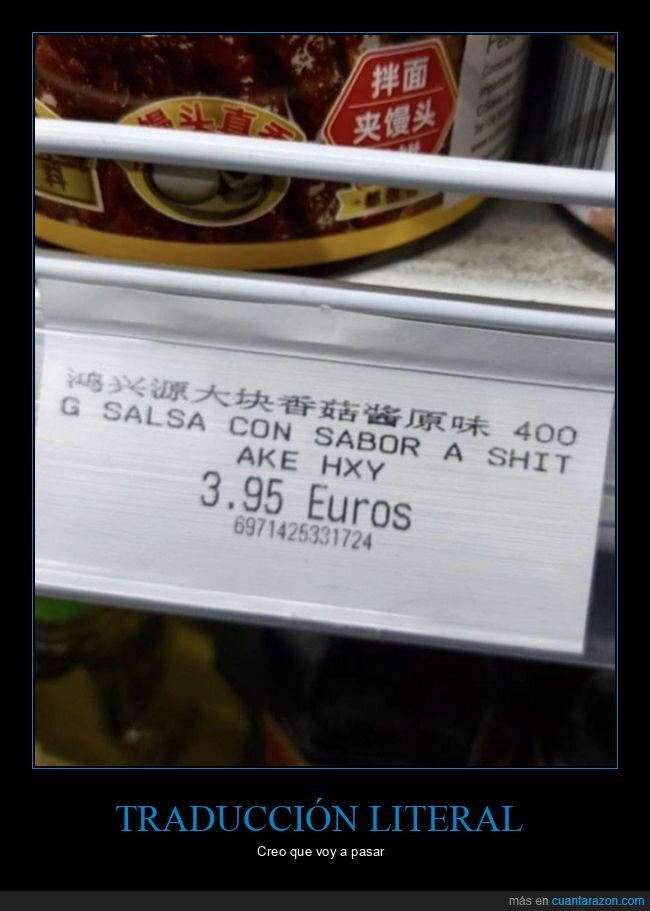 拌面
夹馒头
鸿兴源大块香菇酱原味 400
G SALSA CON SABOR A SHIT
AKE HXY
3.95 Euros
6971425331724
TRADUCCIÓN LITERAL
Creo que voy a pasar
más en cuantarazon.com